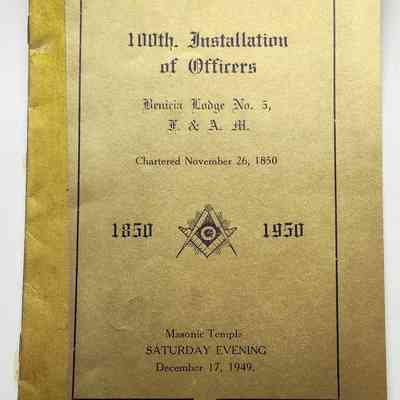 100th. Installation
of Officers
Benicia Lodge No. 5,
F. & A. M.
Chartered November 26, 1850
1850 G 1950
Masonic Temple
SATURDAY EVENING
December 17, 1949.